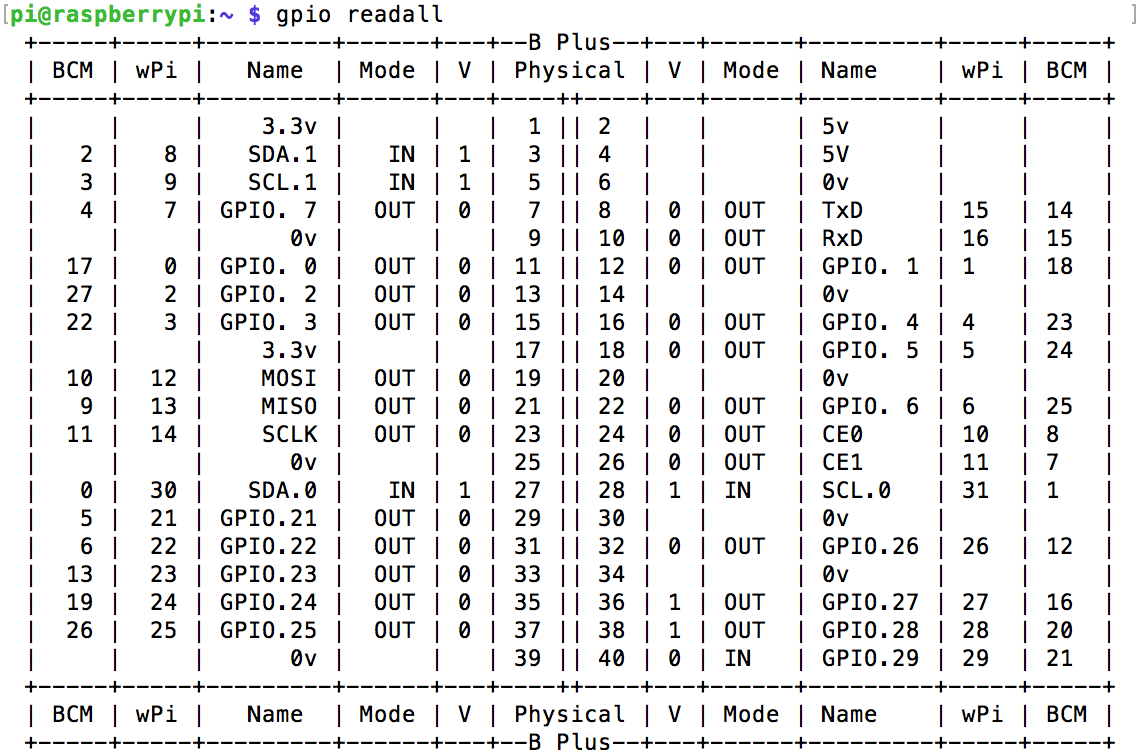 [pi@raspberrypi:~ $ gpio readall ]
 +-----+-----+---------+------+---+--B Plus--+---+------+---------+-----+-----+
 | BCM | wPi |   Name  | Mode | V | Physical | V | Mode | Name    | wPi | BCM |
 +-----+-----+---------+------+---+----++----+---+------+---------+-----+-----+
 |     |     |    3.3v |      |   |  1 || 2  |   |      | 5v      |     |     |
 |   2 |   8 |   SDA.1 |   IN | 1 |  3 || 4  |   |      | 5V      |     |     |
 |   3 |   9 |   SCL.1 |   IN | 1 |  5 || 6  |   |      | 0v      |     |     |
 |   4 |   7 | GPIO. 7 |  OUT | 0 |  7 || 8  | 0 | OUT  | TxD     | 15  | 14  |
 |     |     |      0v |      |   |  9 || 10 | 0 | OUT  | RxD     | 16  | 15  |
 |  17 |   0 | GPIO. 0 |  OUT | 0 | 11 || 12 | 0 | OUT  | GPIO. 1 | 1   | 18  |
 |  27 |   2 | GPIO. 2 |  OUT | 0 | 13 || 14 |   |      | 0v      |     |     |
 |  22 |   3 | GPIO. 3 |  OUT | 0 | 15 || 16 | 0 | OUT  | GPIO. 4 | 4   | 23  |
 |     |     |    3.3v |      |   | 17 || 18 | 0 | OUT  | GPIO. 5 | 5   | 24  |
 |  10 |  12 |    MOSI |  OUT | 0 | 19 || 20 |   |      | 0v      |     |     |
 |   9 |  13 |    MISO |  OUT | 0 | 21 || 22 | 0 | OUT  | GPIO. 6 | 6   | 25  |
 |  11 |  14 |    SCLK |  OUT | 0 | 23 || 24 | 0 | OUT  | CE0     | 10  | 8   |
 |     |     |      0v |      |   | 25 || 26 | 0 | OUT  | CE1     | 11  | 7   |
 |   0 |  30 |   SDA.0 |   IN | 1 | 27 || 28 | 1 | IN   | SCL.0   | 31  | 1   |
 |   5 |  21 | GPIO.21 |  OUT | 0 | 29 || 30 |   |      | 0v      |     |     |
 |   6 |  22 | GPIO.22 |  OUT | 0 | 31 || 32 | 0 | OUT  | GPIO.26 | 26  | 12  |
 |  13 |  23 | GPIO.23 |  OUT | 0 | 33 || 34 |   |      | 0v      |     |     |
 |  19 |  24 | GPIO.24 |  OUT | 0 | 35 || 36 | 1 | OUT  | GPIO.27 | 27  | 16  |
 |  26 |  25 | GPIO.25 |  OUT | 0 | 37 || 38 | 1 | OUT  | GPIO.28 | 28  | 20  |
 |     |     |      0v |      |   | 39 || 40 | 0 | IN   | GPIO.29 | 29  | 21  |
 +-----+-----+---------+------+---+----++----+---+------+---------+-----+-----+
 | BCM | wPi |   Name  | Mode | V | Physical | V | Mode | Name    | wPi | BCM |
 +-----+-----+---------+------+---+--B Plus--+---+------+---------+-----+-----+